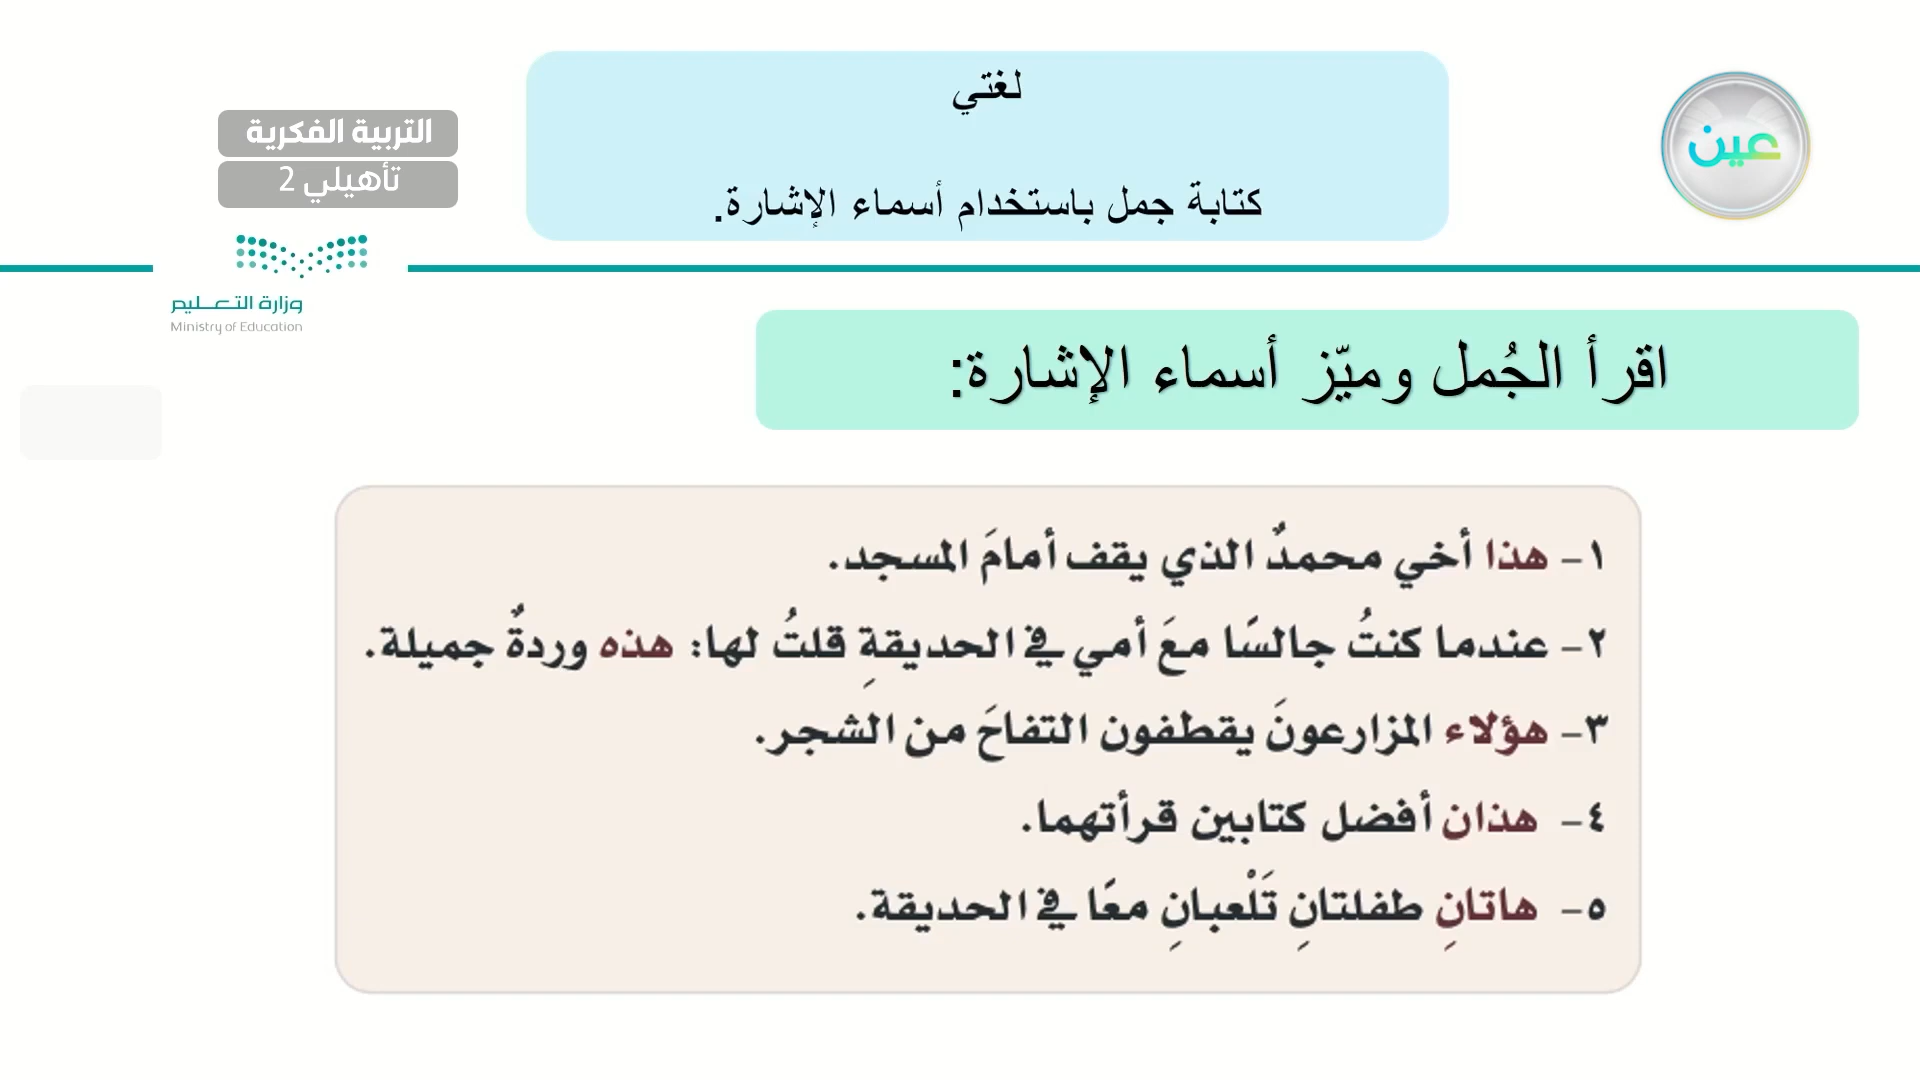 لغتي
كتابة جمل باستخدام أسماء الإشارة.
عين
التربية الفكرية
تأهيلي 2
وزارة التعليم
Ministry of Education
اقرأ الجُمل وميّز أسماء الإشارة:
١- هذا أخي محمدٌ الذي يقف أمامَ المسجد.
٢- عندما كنتُ جالسًا معَ أمي في الحديقةِ قلتُ لها: هذه وردةٌ جميلة.
٣- هؤلاء المزارعونَ يقطفون التفاحَ من الشجر.
٤- هذان أفضل كتابين قرأتهما.
٥- هاتانِ طفلتانِ تَلْعبانِ معًا في الحديقة.